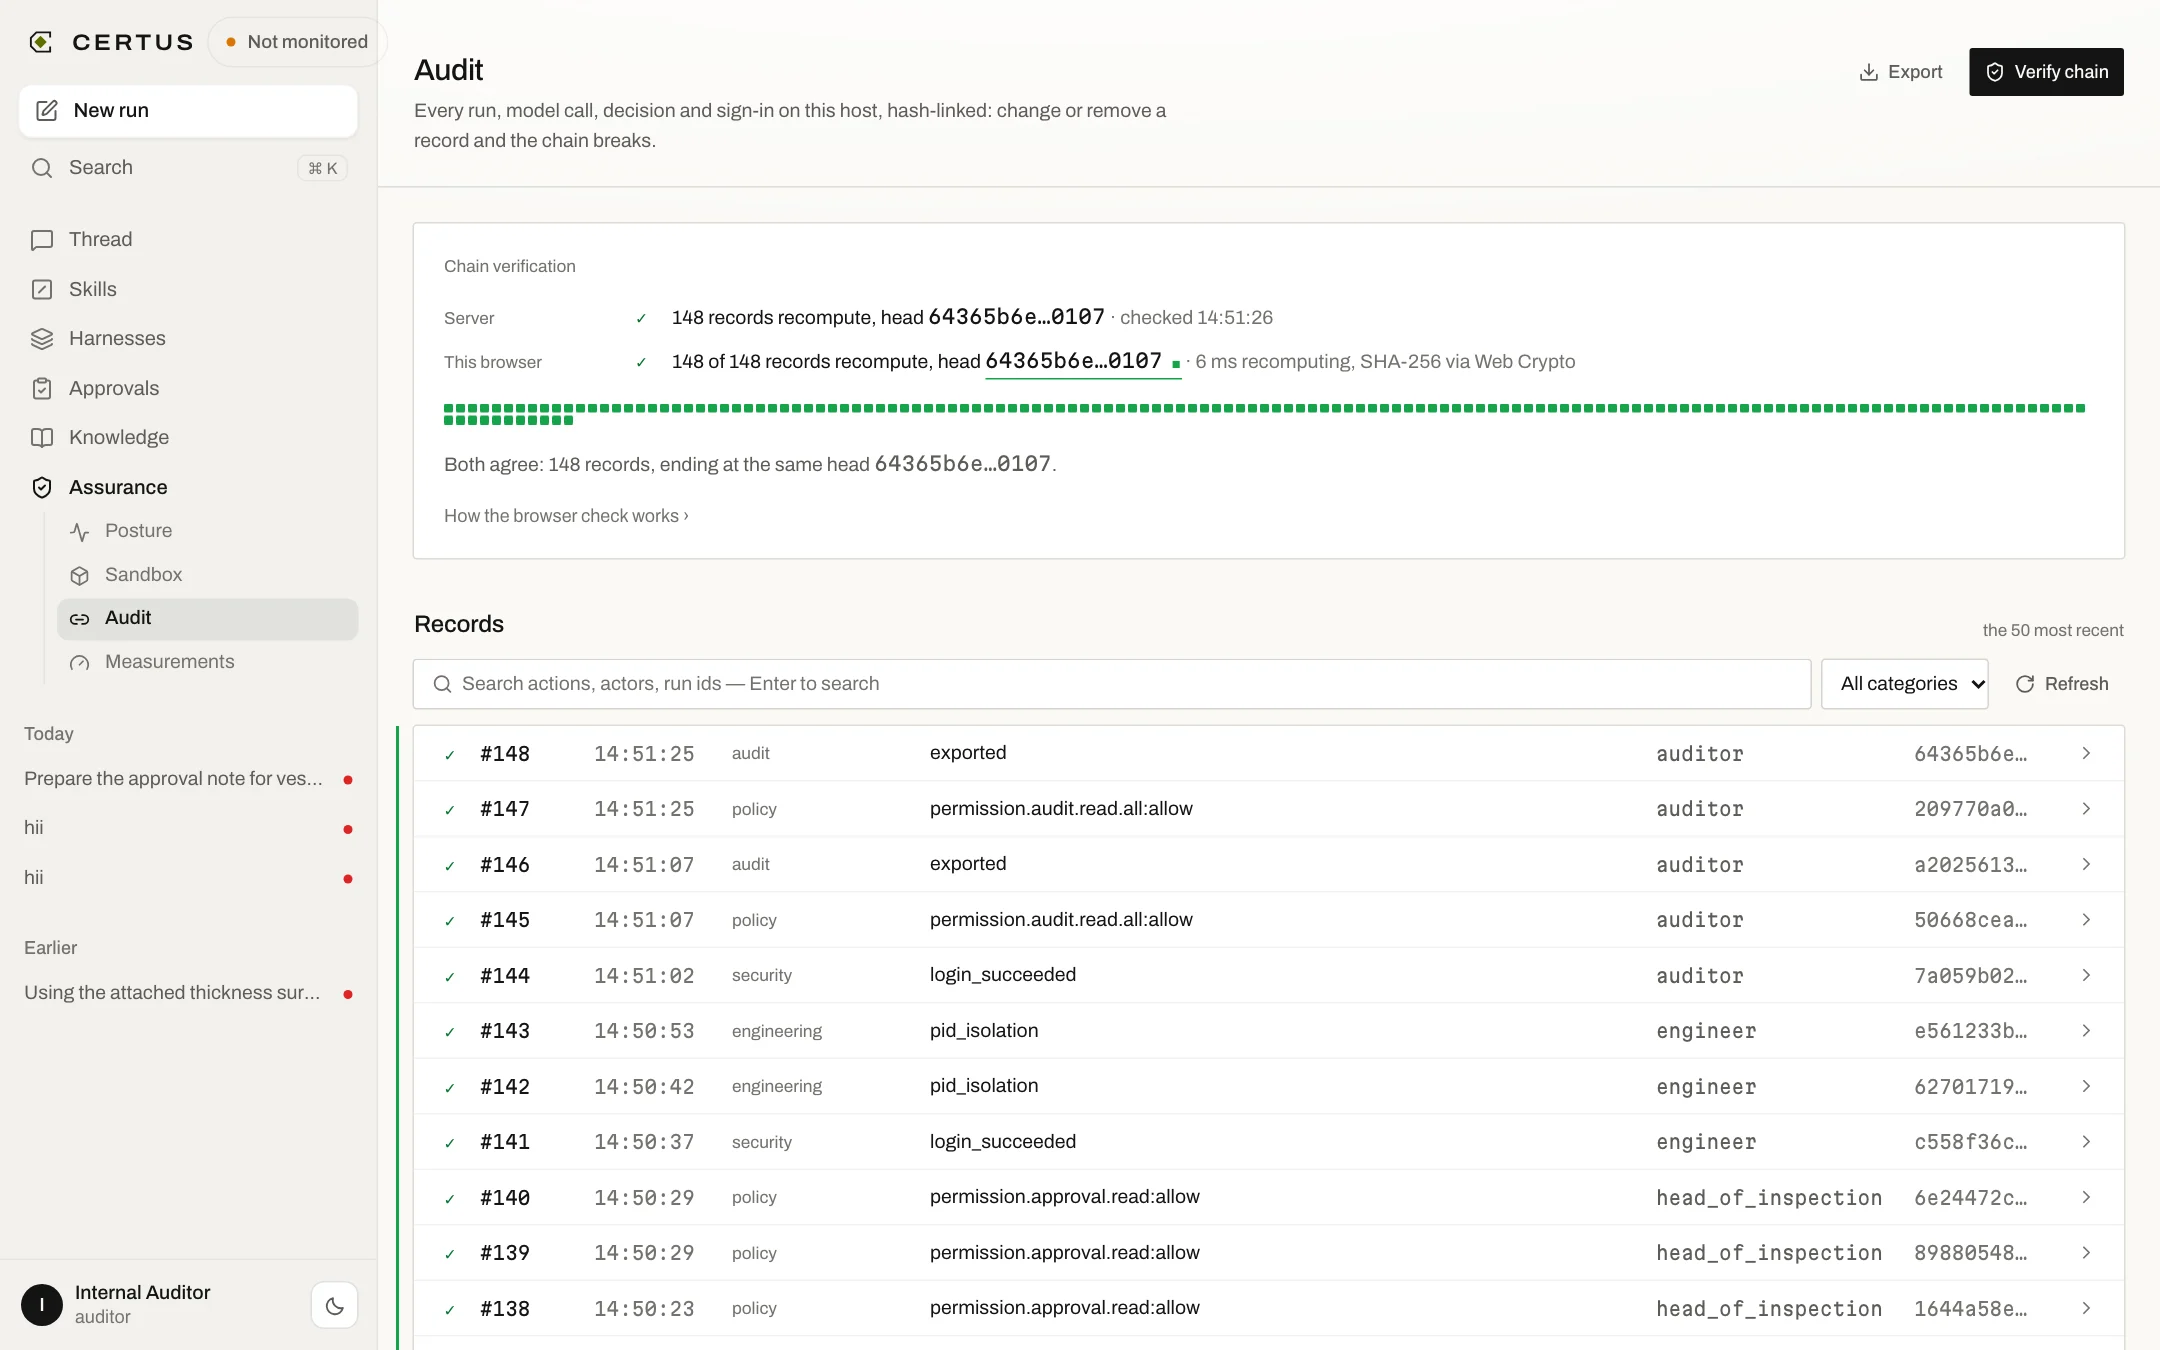 CERTUS
Not monitored
New run
Search
⌘ K
Thread
Skills
Harnesses
Approvals
Knowledge
Assurance
Posture
Sandbox
Audit
Measurements
Today
Prepare the approval note for ves...
hii
hii
Earlier
Using the attached thickness sur...
I
Internal Auditor
auditor
Audit
Every run, model call, decision and sign-in on this host, hash-linked: change or remove a
record and the chain breaks.
Export
Verify chain
Chain verification
Server ✓ 148 records recompute, head 64365b6e…0107 · checked 14:51:26
This browser ✓ 148 of 148 records recompute, head 64365b6e…0107 · 6 ms recomputing, SHA-256 via Web Crypto
Both agree: 148 records, ending at the same head 64365b6e…0107.
How the browser check works ›
Records
the 50 most recent
Search actions, actors, run ids — Enter to search
All categories
Refresh
✓ #148 14:51:25 audit exported auditor 64365b6e…
✓ #147 14:51:25 policy permission.audit.read.all:allow auditor 209770a0…
✓ #146 14:51:07 audit exported auditor a2025613…
✓ #145 14:51:07 policy permission.audit.read.all:allow auditor 50668cea…
✓ #144 14:51:02 security login_succeeded auditor 7a059b02…
✓ #143 14:50:53 engineering pid_isolation engineer e561233b…
✓ #142 14:50:42 engineering pid_isolation engineer 62701719…
✓ #141 14:50:37 security login_succeeded engineer c558f36c…
✓ #140 14:50:29 policy permission.approval.read:allow head_of_inspection 6e24472c…
✓ #139 14:50:29 policy permission.approval.read:allow head_of_inspection 89880548…
✓ #138 14:50:23 policy permission.approval.read:allow head_of_inspection 1644a58e…